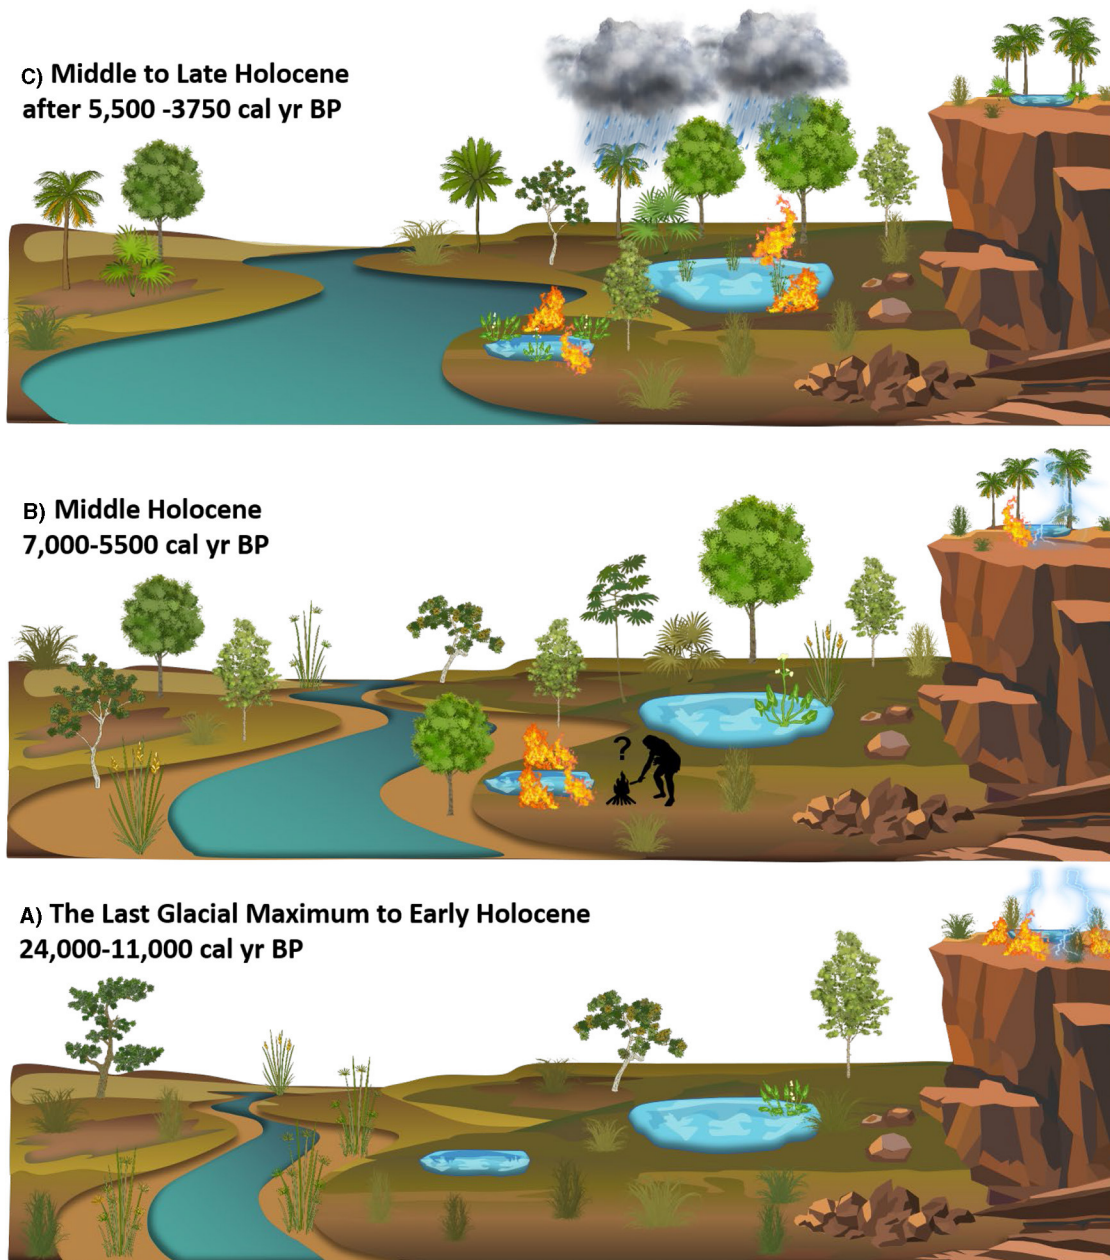 C) Middle to Late Holocene
after 5,500 -3750 cal yr BP
B) Middle Holocene
7,000-5500 cal yr BP
?
A) The Last Glacial Maximum to Early Holocene
24,000-11,000 cal yr BP